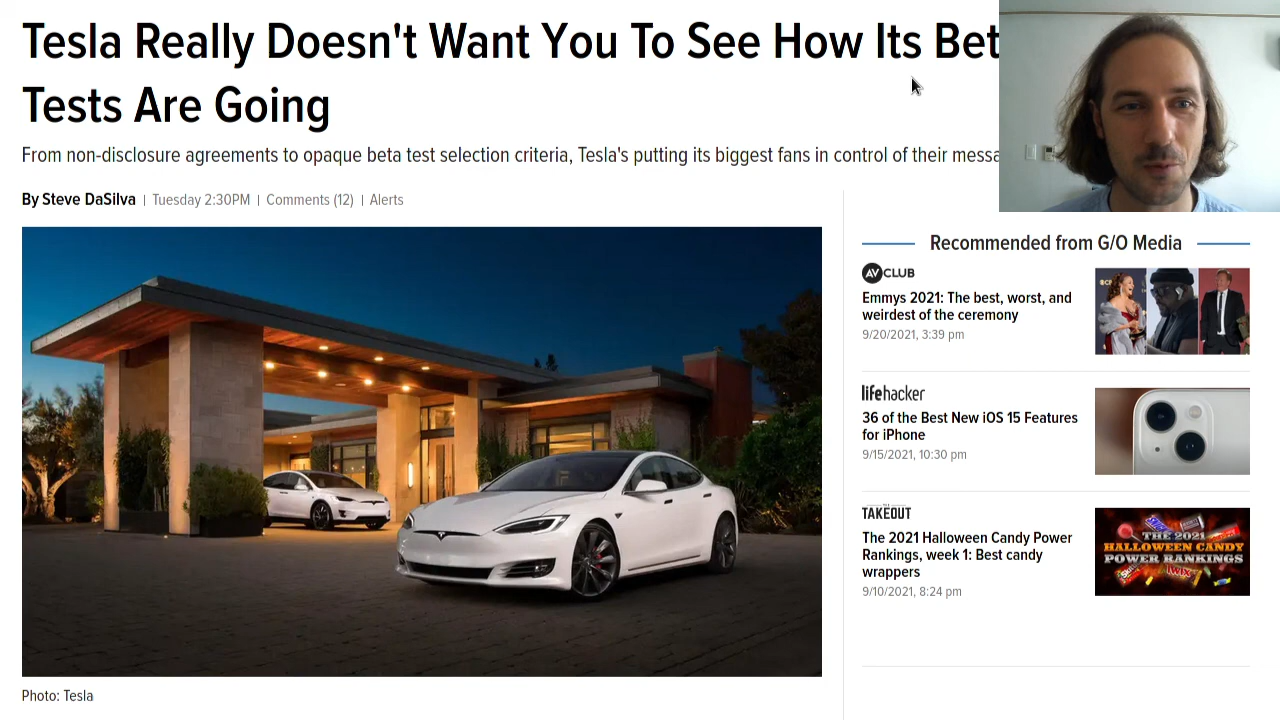 Tesla Really Doesn't Want You To See How Its Bet
Tests Are Going
From non-disclosure agreements to opaque beta test selection criteria, Tesla's putting its biggest fans in control of their messa
By Steve DaSilva | Tuesday 2:30PM | Comments (12) | Alerts
Photo: Tesla
Recommended from G/O Media
AV CLUB
Emmys 2021: The best, worst, and
weirdest of the ceremony
9/20/2021, 3:39 pm
lifehacker
36 of the Best New iOS 15 Features
for iPhone
9/15/2021, 10:30 pm
THE TAKEOUT
The 2021 Halloween Candy Power
Rankings, week 1: Best candy
wrappers
9/10/2021, 8:24 pm
THE 2021
HALLOWEEN CANDY
POWER RANKINGS
TWIX